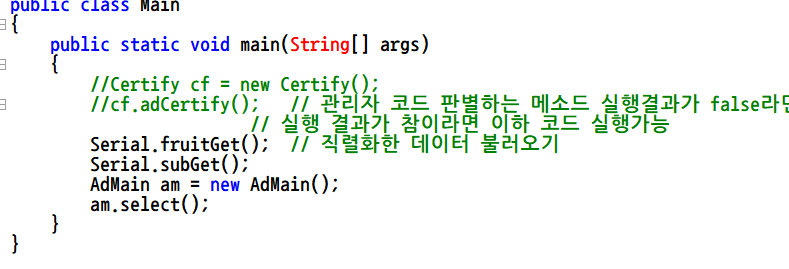 public class Main
{
public static void main(String[] args)
{
//Certify cf = new Certify();
//cf.adCertify(); // 관리자 코드 판별하는 메소드 실행결과가 false라면
// 실행 결과가 참이라면 이하 코드 실행가능
Serial.fruitGet(); // 직렬화한 데이터 불러오기
Serial.subGet();
AdMain am = new AdMain();
am.select();
}
}